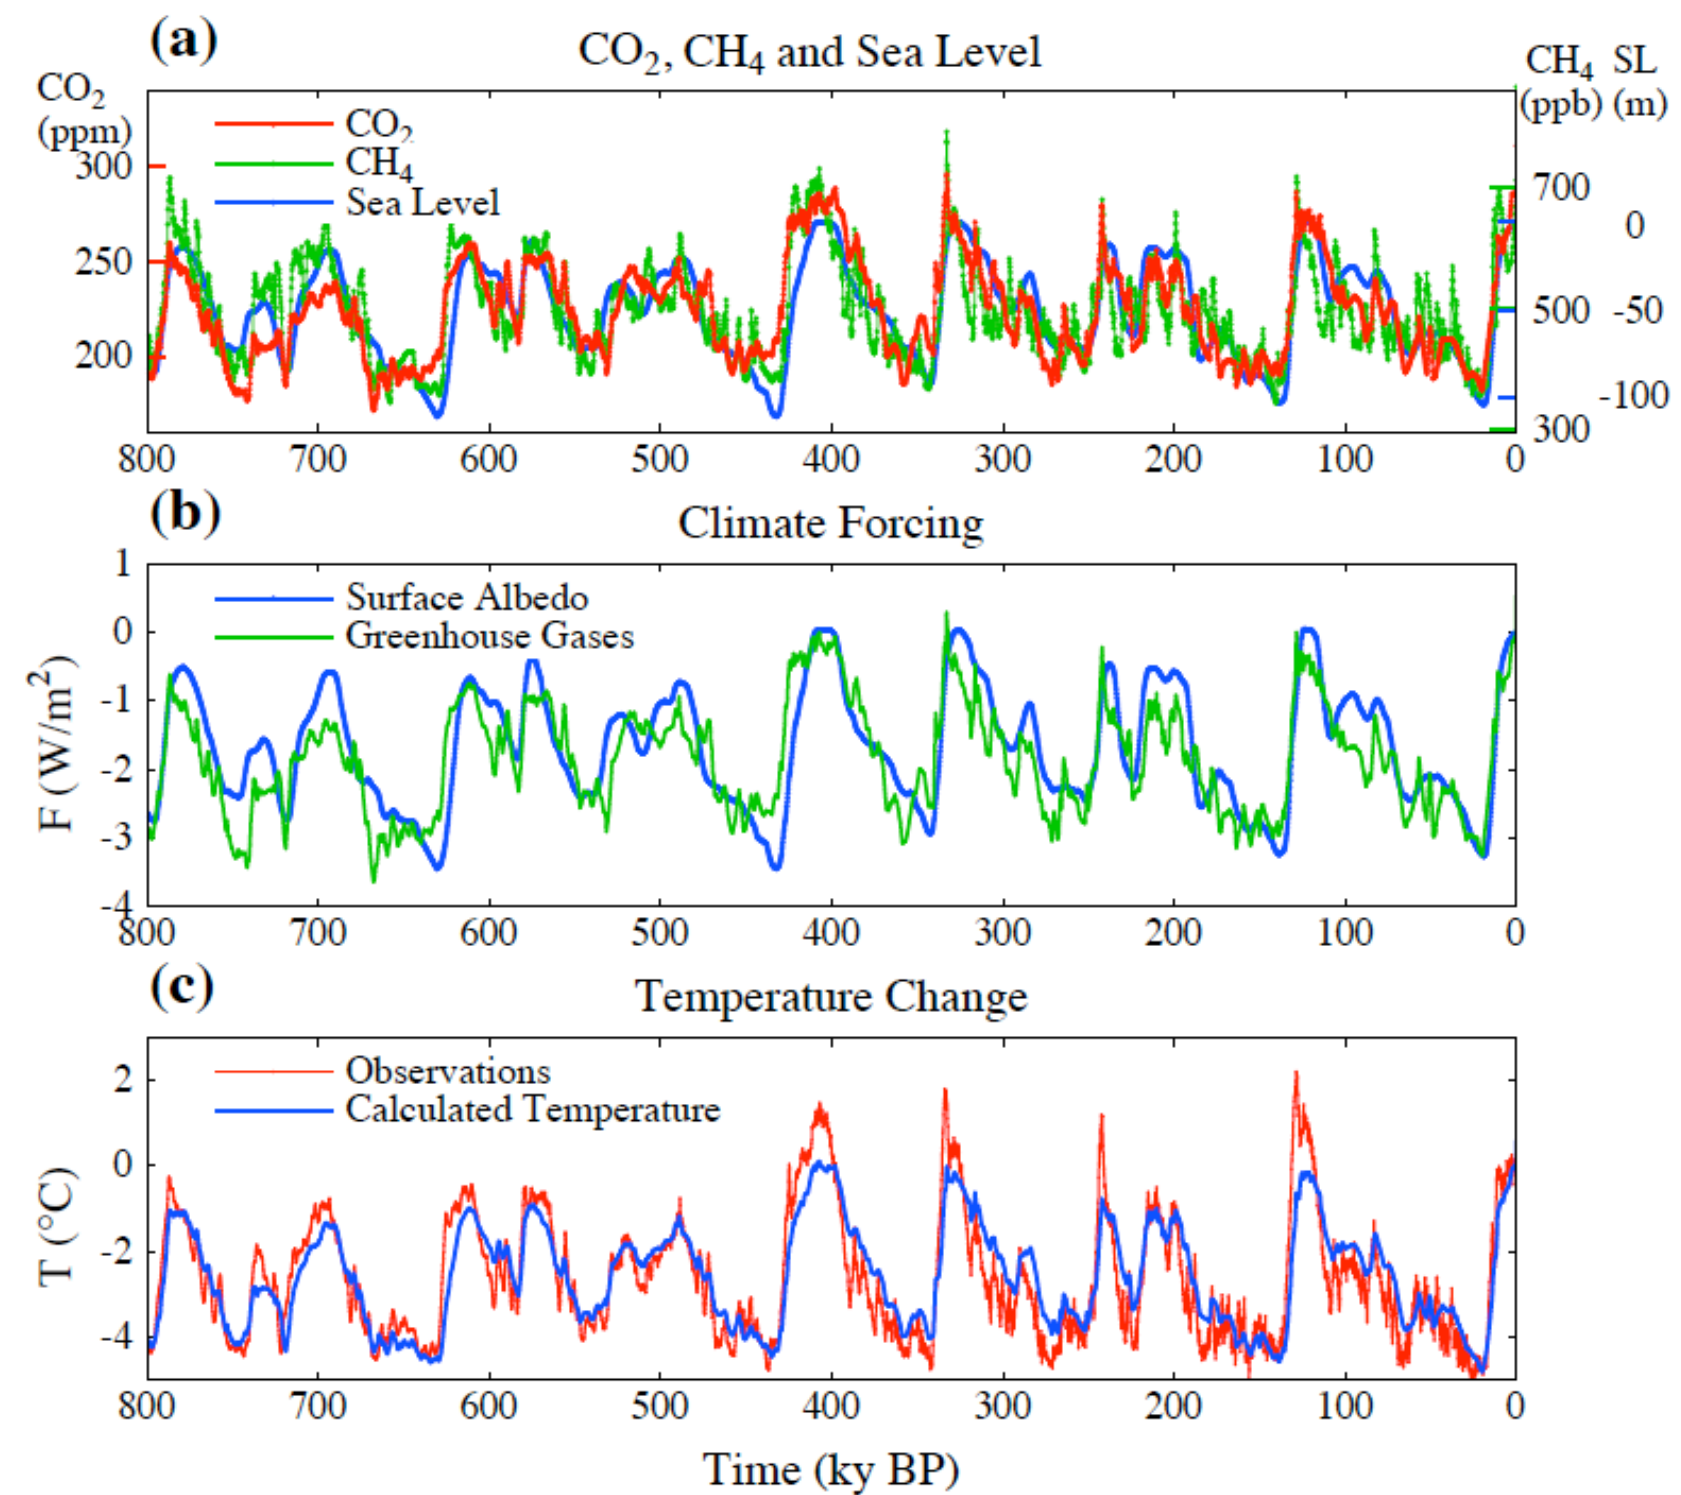 (a)
CO₂, CH₄ and Sea Level
CO₂
(ppm)
CH₄ SL
(ppb) (m)
CO₂
CH₄
Sea Level
300
250
200
700
0
500 -50
-100
300
800 700 600 500 400 300 200 100 0
(b)
Climate Forcing
Surface Albedo
Greenhouse Gases
F (W/m²)
1
0
-1
-2
-3
-4
800 700 600 500 400 300 200 100 0
(c)
Temperature Change
Observations
Calculated Temperature
T (°C)
2
0
-2
-4
800 700 600 500 400 300 200 100 0
Time (ky BP)